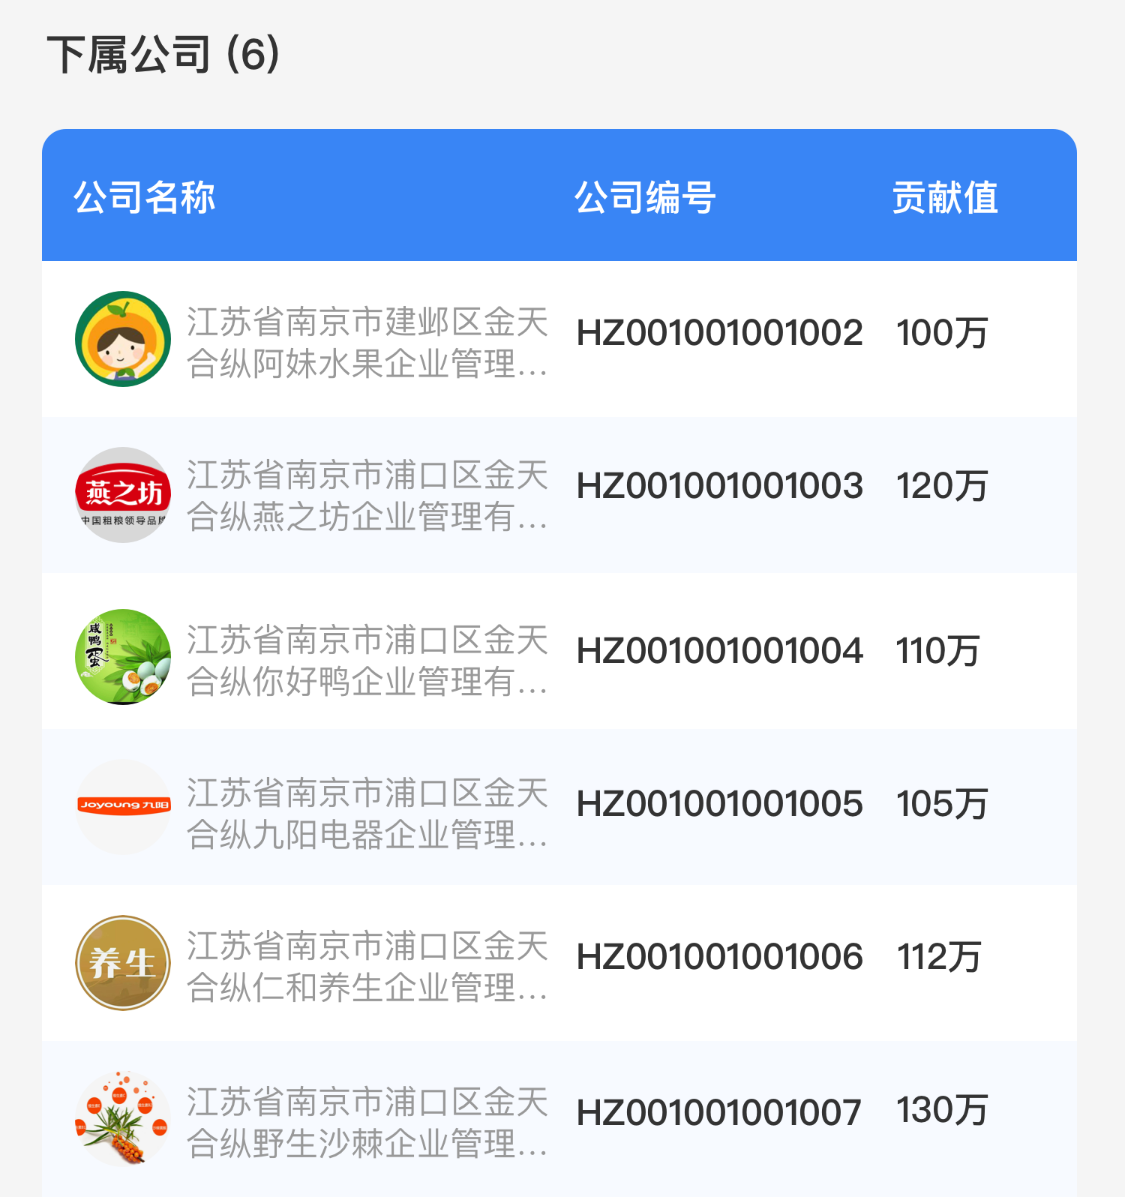 下属公司 (6)
公司名称 公司编号 贡献值
江苏省南京市建邺区金天
合纵阿妹水果企业管理...
HZ001001001002 100万
燕之坊
中国粗粮领导品牌
江苏省南京市浦口区金天
合纵燕之坊企业管理有...
HZ001001001003 120万
咸鸭蛋
江苏省南京市浦口区金天
合纵你好鸭企业管理有...
HZ001001001004 110万
Joyoung 九阳
江苏省南京市浦口区金天
合纵九阳电器企业管理...
HZ001001001005 105万
养生
江苏省南京市浦口区金天
合纵仁和养生企业管理...
HZ001001001006 112万
江苏省南京市浦口区金天
合纵野生沙棘企业管理...
HZ001001001007 130万